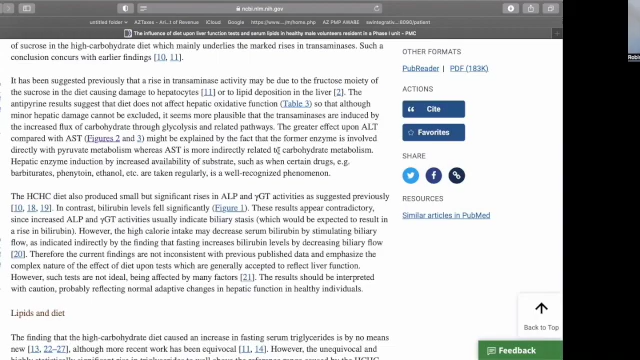 robi.nlm.nih.gov
untitled folder
AZTaxes
of Revenue
iCloud
Google
AZ PMP AWARE
The influence of diet upon liver function tests and serum lipids in healthy male volunteers resident in a Phase I unit - PMC
of sucrose in the high-carbohydrate diet which mainly underlines the marked rises in transaminases. Such a
conclusion concurs with earlier findings [10, 11].
It has been suggested previously that a rise in transaminase activity may be due to the fructose moiety of
the sucrose in the diet causing damage to hepatocytes [11] or to lipid deposition in the liver [2]. The
antipyrine results suggest that diet does not affect hepatic oxidative function (Table 3) so that although
minor hepatic damage cannot be excluded, it seems more plausible that the transaminases are induced by
the increased flux of carbohydrate through glycolysis and related pathways. The greater effect upon ALT
compared with AST (Figures 2 and 3) might be explained by the fact that the former enzyme is involved
directly with pyruvate metabolism whereas AST is more indirectly related to carbohydrate metabolism.
Hepatic enzyme induction by increased availability of substrate, such as when certain drugs, e.g.
barbiturates, phenytoin, ethanol, etc. are taken regularly, is a well-recognized phenomenon.
The HCHC diet also produced small but significant rises in ALP and γGT activities as suggested previously
[10, 18, 19]. In contrast, bilirubin levels fell significantly (Figure 1). These results appear contradictory,
since increased ALP and γGT activities usually indicate biliary stasis (which would be expected to result in
a rise in bilirubin). However, the high calorie intake may decrease serum bilirubin by stimulating biliary
flow, as indicated indirectly by the finding that fasting increases bilirubin levels by decreasing biliary flow
[20]. Therefore the current findings are not inconsistent with previous published data and emphasize the
complex nature of the effect of diet upon tests which are generally accepted to reflect liver function.
However, such tests are not ideal, being affected by many factors [21]. The results should be interpreted
with caution, probably reflecting normal adaptive changes in hepatic function in healthy individuals.
Lipids and diet
The finding that the high-carbohydrate diet caused an increase in fasting serum triglycerides is by no means
new [13, 22–27], although more recent work has been equivocal [11, 14]. However, the unequivocal and
OTHER FORMATS
PubReader
PDF (183K)
ACTIONS
Cite
Favorites
SHARE
RESOURCES
Similar articles in PubMed
Back to Top
Feedback